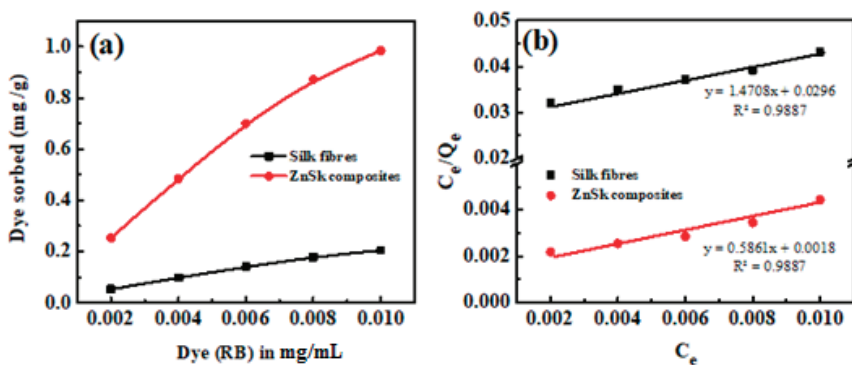 (a)
1.0
0.8
0.6
0.4
0.2
0.0
Dye sorbed (mg/g)
Silk fibres
ZnSk composites
0.002 0.004 0.006 0.008 0.010
Dye (RB) in mg/mL
(b)
0.05
0.04
0.03
0.02
0.004
0.002
0.000
Ce/Qe
y = 1.4708x + 0.0296
R² = 0.9887
Silk fibres
ZnSk composites
y = 0.5861x + 0.0018
R² = 0.9887
0.002 0.004 0.006 0.008 0.010
Ce